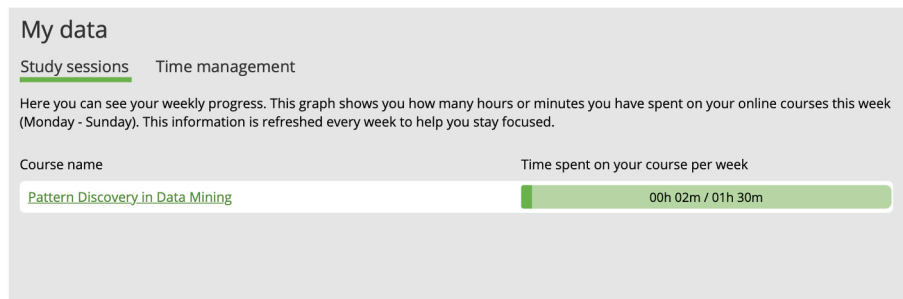 My data
Study sessions Time management
Here you can see your weekly progress. This graph shows you how many hours or minutes you have spent on your online courses this week
(Monday - Sunday). This information is refreshed every week to help you stay focused.
Course name Time spent on your course per week
Pattern Discovery in Data Mining 00h 02m / 01h 30m